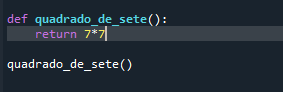 def quadrado_de_sete():
    return 7*7
quadrado_de_sete()